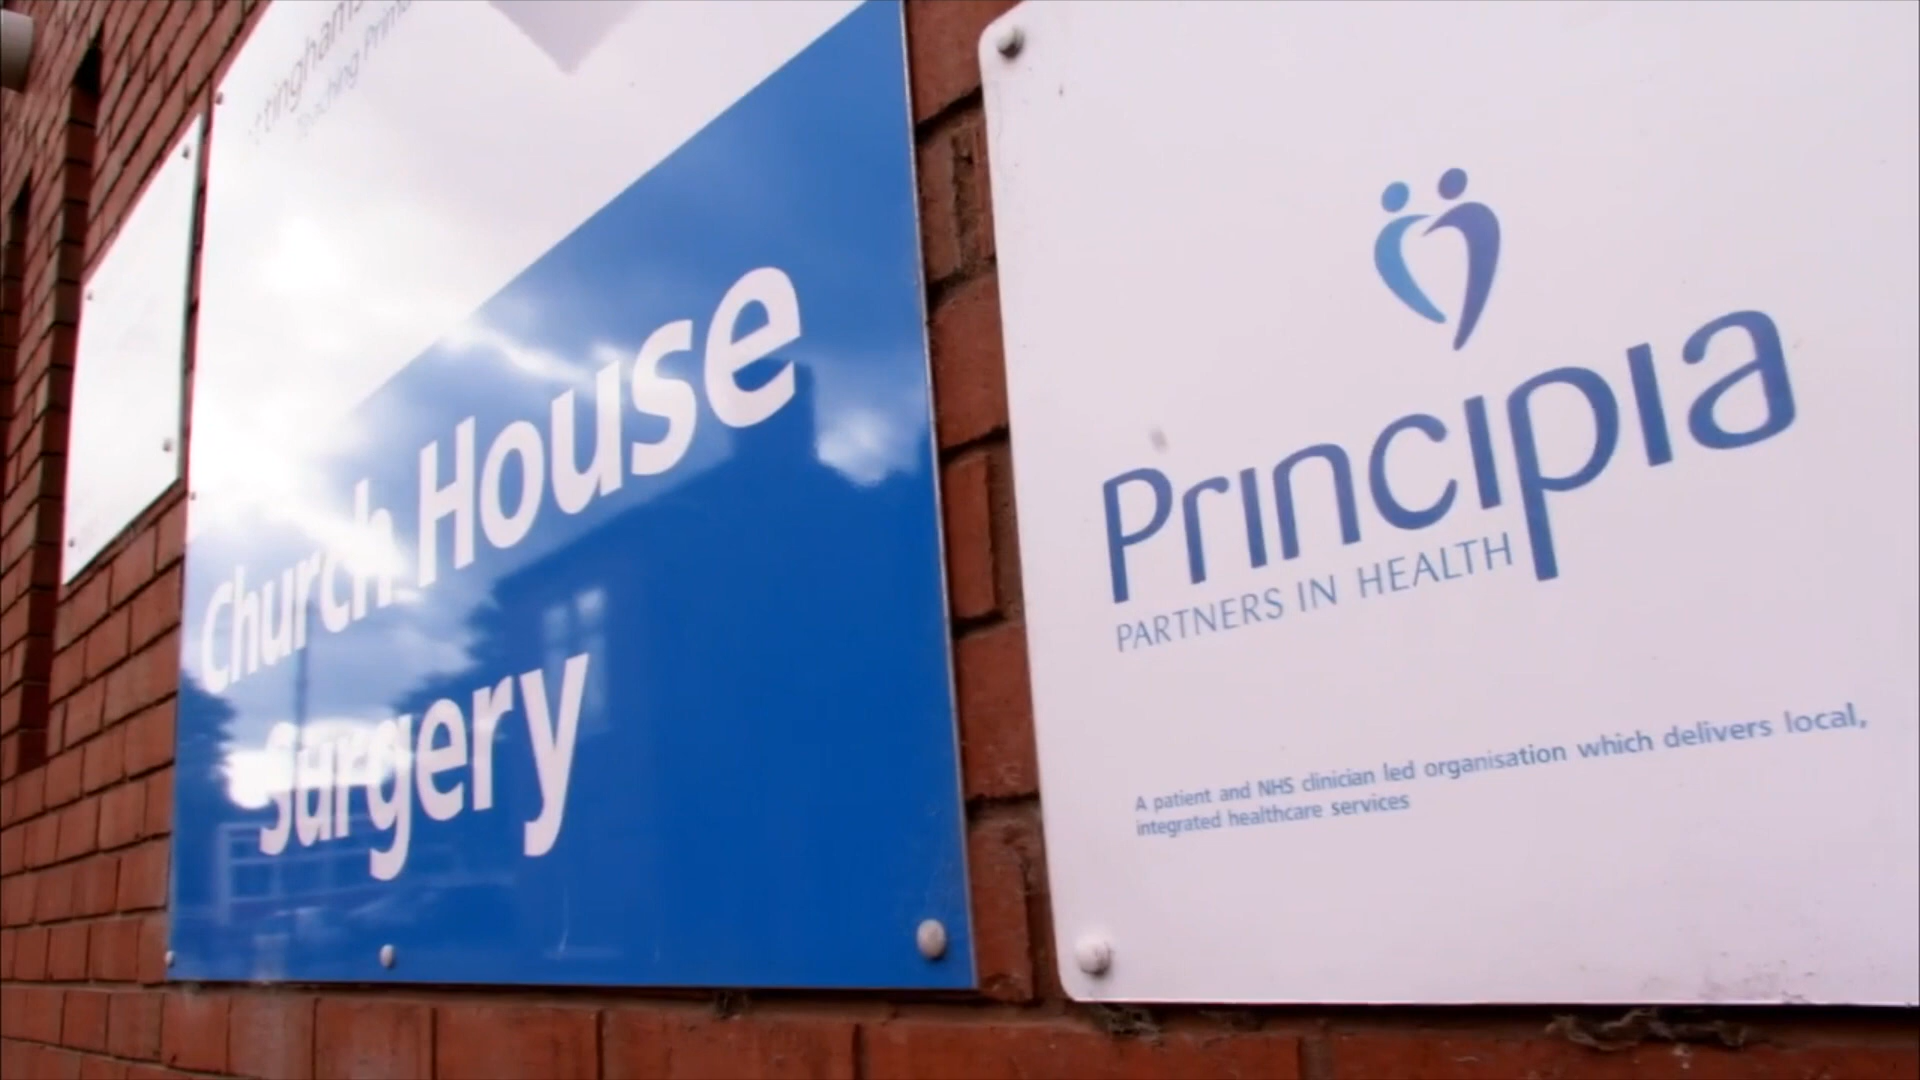 Church House
surgery
Principia
PARTNERS IN HEALTH
A patient and NHS clinician led organisation which delivers local,
integrated healthcare services